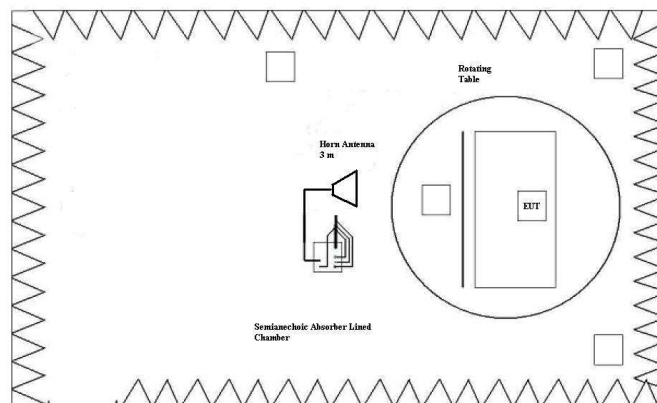 Rotating
Table
Horn Antenna
3 m
EUT
Semianechoic Absorber Lined
Chamber